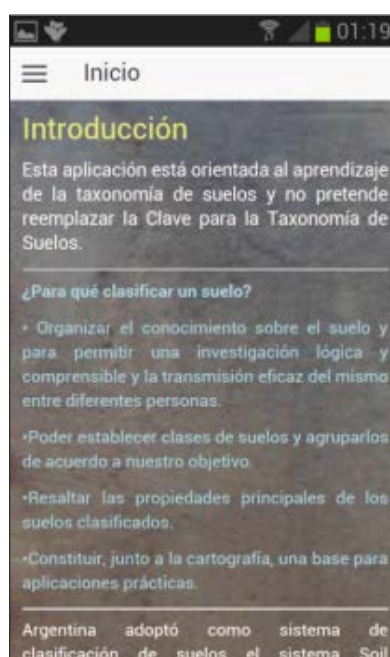 01:19
Inicio
Introducción
Esta aplicación está orientada al aprendizaje
de la taxonomía de suelos y no pretende
reemplazar la Clave para la Taxonomía de
Suelos.
¿Para qué clasificar un suelo?
• Organizar el conocimiento sobre el suelo y
para permitir una investigación lógica y
comprensible y la transmisión eficaz del mismo
entre diferentes personas.
•Poder establecer clases de suelos y agruparlos
de acuerdo a nuestro objetivo.
•Resaltar las propiedades principales de los
suelos clasificados.
•Constituir, junto a la cartografía, una base para
aplicaciones prácticas.
Argentina adoptó como sistema de
clasificación de suelos el sistema Soil